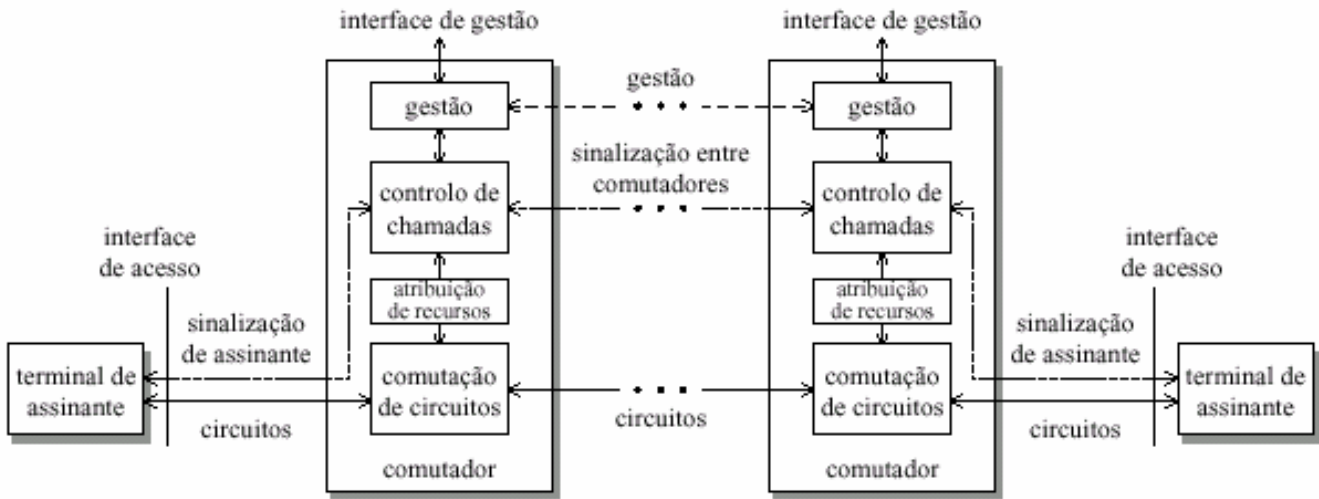 interface de gestão
interface de gestão
gestão
gestão
gestão
sinalização entre
comutadores
controlo de
chamadas
controlo de
chamadas
interface
de acesso
interface
de acesso
atribuição
de recursos
atribuição
de recursos
sinalização
de assinante
sinalização
de assinante
terminal de
assinante
comutação
de circuitos
comutação
de circuitos
terminal de
assinante
circuitos
circuitos
circuitos
comutador
comutador